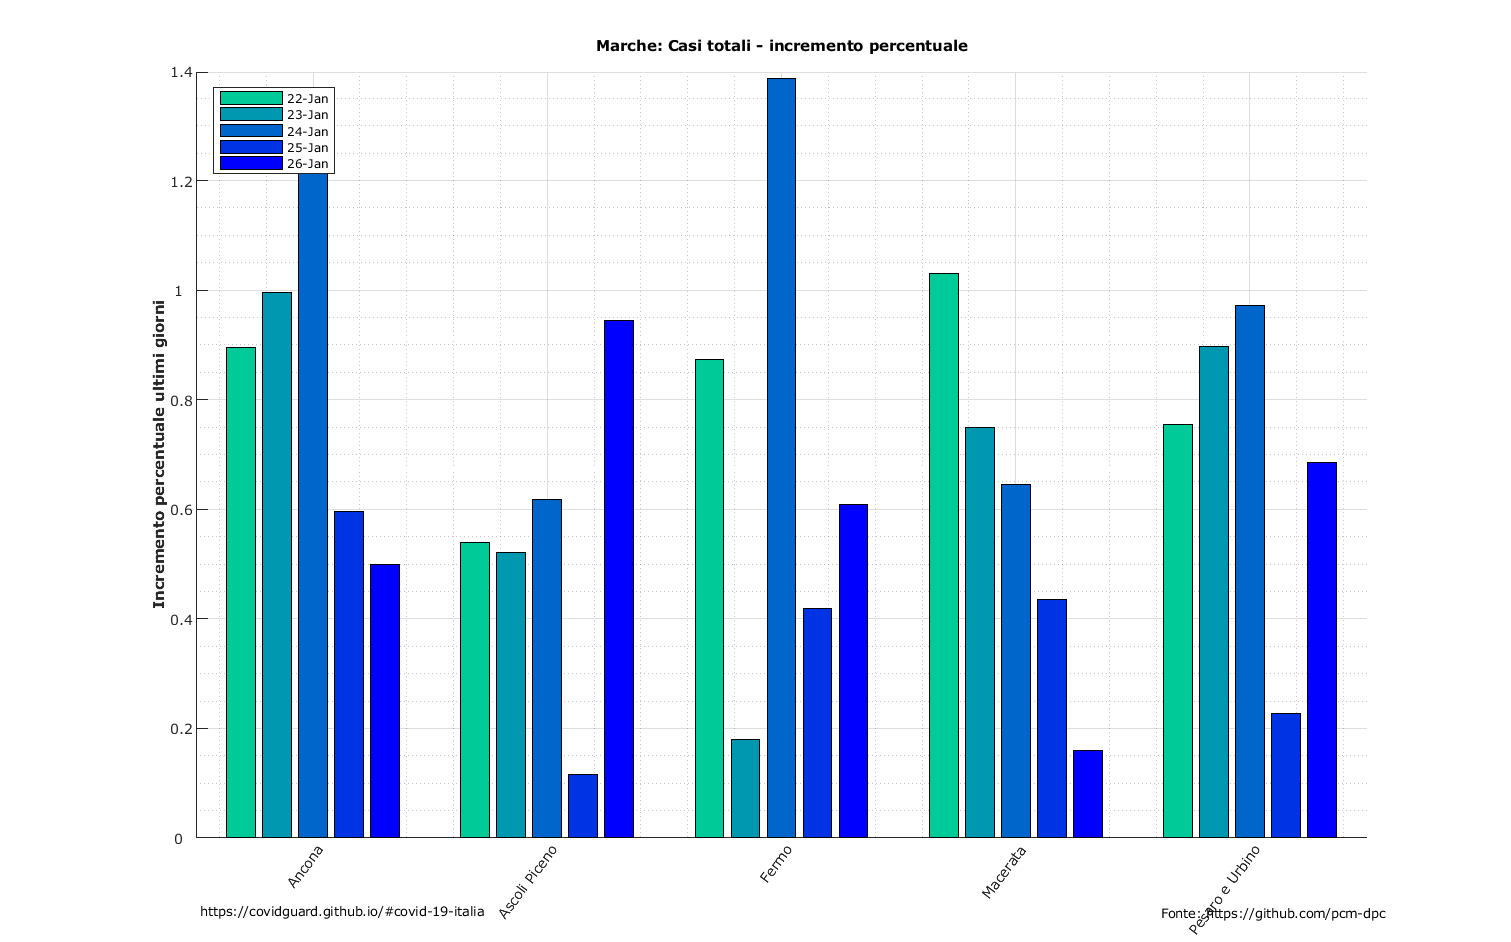 Marche: Casi totali - incremento percentuale
1.4
1.2
1
0.8
0.6
0.4
0.2
0
Incremento percentuale ultimi giorni
22-Jan
23-Jan
24-Jan
25-Jan
26-Jan
Ancona
Ascoli Piceno
Fermo
Macerata
Pesaro e Urbino
https://covidguard.github.io/#covid-19-italia
Fonte: https://github.com/pcm-dpc